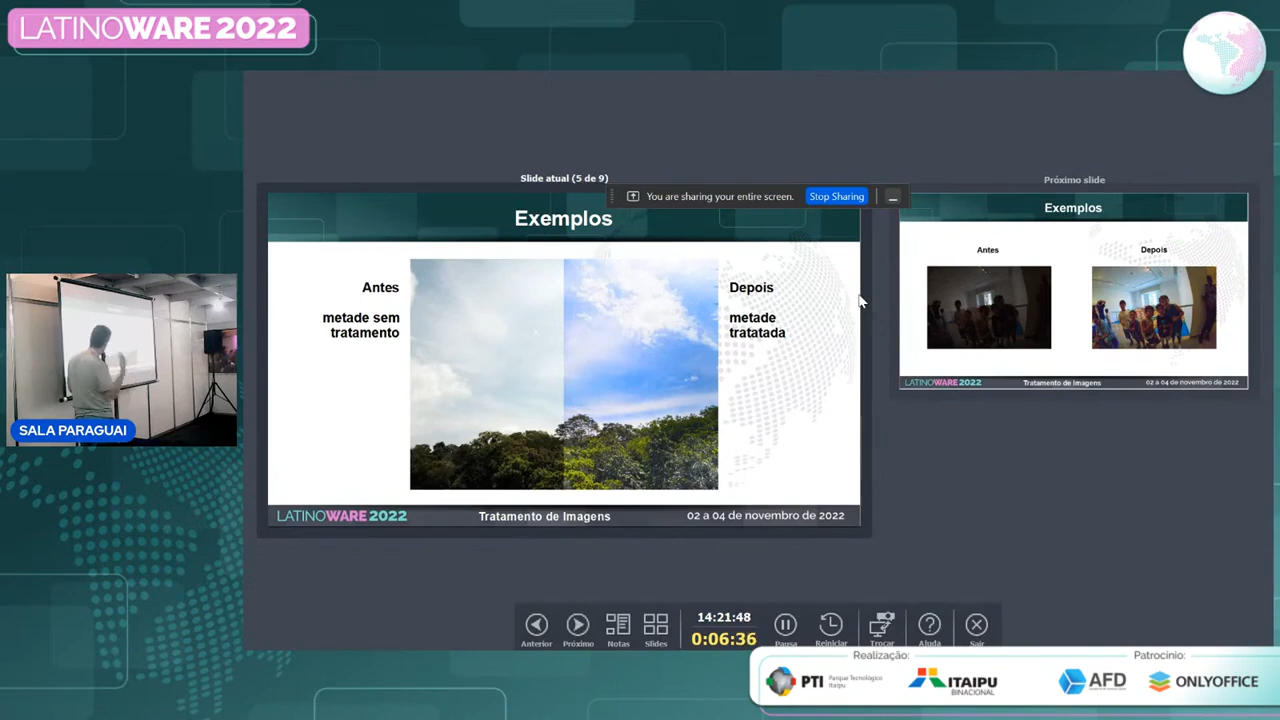 LATINOWARE 2022
Slide atual (5 de 9)
You are sharing your entire screen.
Stop Sharing
Próximo slide
Exemplos
Antes
metade sem
tratamento
Depois
metade
tratatada
LATINOWARE 2022
Tratamento de Imagens
02 a 04 de novembro de 2022
Exemplos
Antes
Depois
LATINOWARE 2022
Tratamento de Imagens
02 a 04 de novembro de 2022
SALA PARAGUAI
14:21:48
0:06:36
Anterior
Próximo
Notas
Slides
Pausa
Reiniciar
Trocar
Ajuda
Sair
Realização:
Patrocínio:
PTI
Parque Tecnológico
Itaipu
ITAIPU
BINACIONAL
AFD
ONLYOFFICE